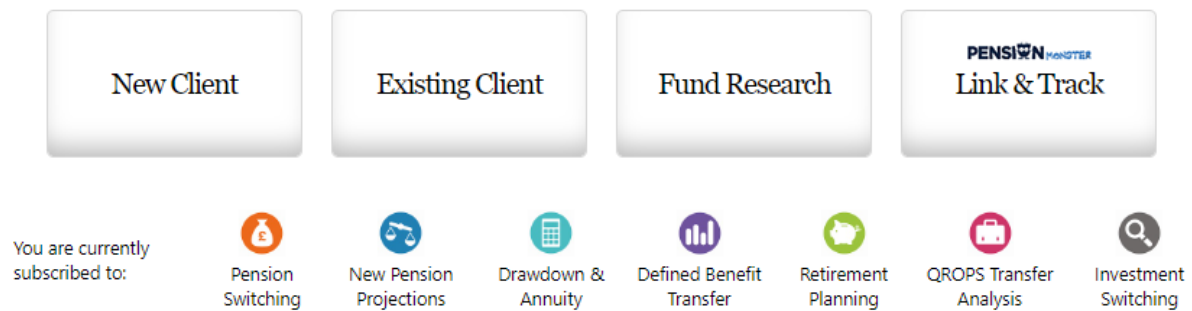 New Client
Existing Client
Fund Research
PENSION MONSTER
Link & Track
You are currently
subscribed to:
£
Pension
Switching
New Pension
Projections
Drawdown &
Annuity
Defined Benefit
Transfer
Retirement
Planning
QROPS Transfer
Analysis
Investment
Switching